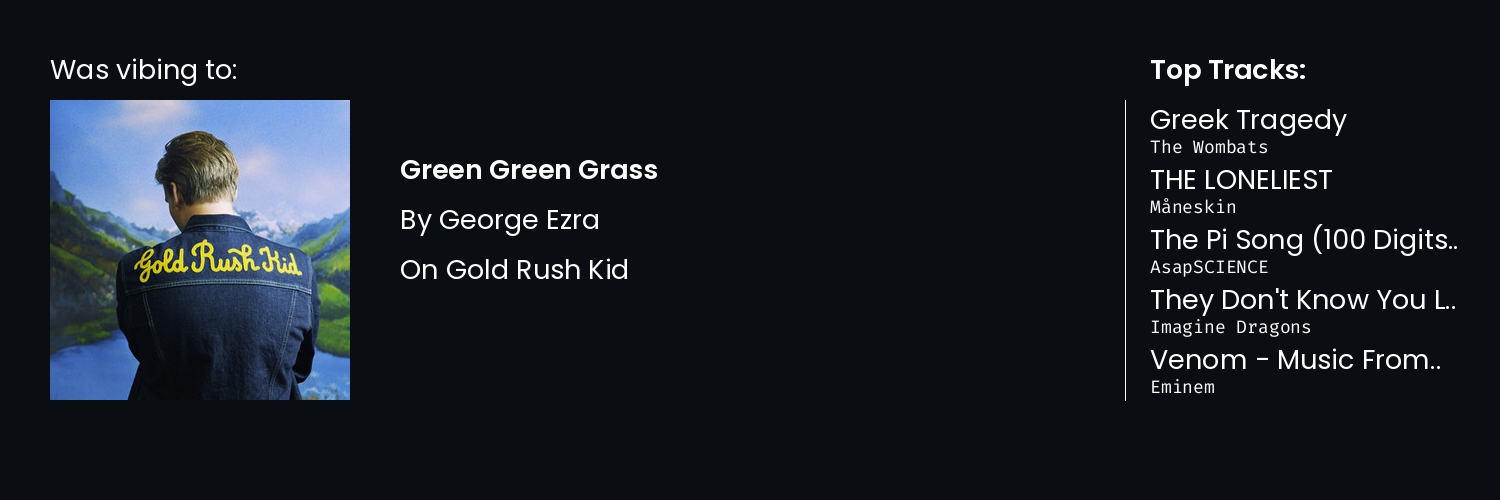 Was vibing to:
Gold Rush Kid
Green Green Grass
By George Ezra
On Gold Rush Kid
Top Tracks:
Greek Tragedy
The Wombats
THE LONELIEST
Måneskin
The Pi Song (100 Digits..
AsapSCIENCE
They Don't Know You L..
Imagine Dragons
Venom - Music From..
Eminem